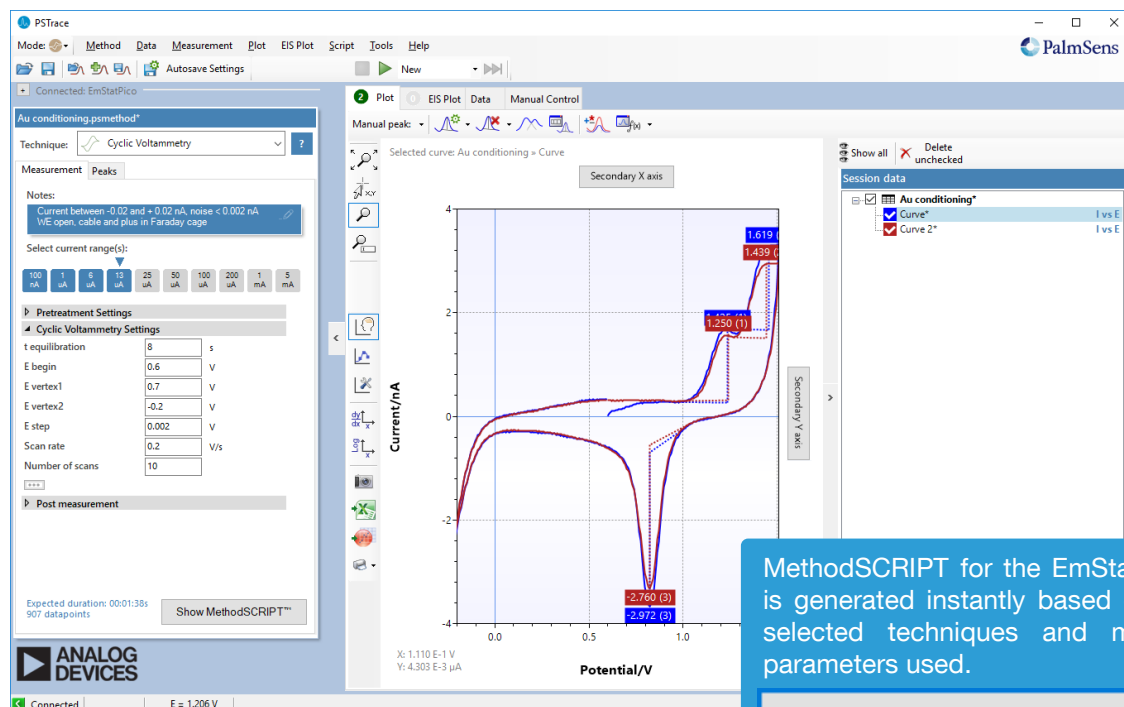 PSTrace
Mode: Method Data Measurement Plot EIS Plot Script Tools Help
PalmSens
Autosave Settings
New
Connected: EmStatPico
Au conditioning.psmethod*
Technique: Cyclic Voltammetry ?
Measurement Peaks
Notes:
Current between -0.02 and + 0.02 nA, noise < 0.002 nA
WE open, cable and plus in Faraday cage
Select current range(s):
100 nA
1 uA
6 uA
13 uA
25 uA
50 uA
100 uA
200 uA
1 mA
5 mA
Pretreatment Settings
Cyclic Voltammetry Settings
t equilibration 8 s
E begin 0.6 V
E vertex1 0.7 V
E vertex2 -0.2 V
E step 0.002 V
Scan rate 0.2 V/s
Number of scans 10
Post measurement
Expected duration: 00:01:38s
907 datapoints
Show MethodSCRIPT™
ANALOG
DEVICES
Connected E = 1.206 V
2 Plot 0 EIS Plot Data Manual Control
Manual peak:
Selected curve: Au conditioning » Curve
Secondary X axis
Secondary Y axis
Current/nA
4
2
0
-2
-4
1.619 (
1.439 (
1.250 (1)
-2.760 (3)
-2.972 (3)
0.0 0.5 1.0
Potential/V
X: 1.110 E-1 V
Y: 4.303 E-3 µA
Show all
Delete
unchecked
Session data
Au conditioning*
Curve* I vs E
Curve 2* I vs E
MethodSCRIPT for the EmSta
is generated instantly based
selected techniques and m
parameters used.